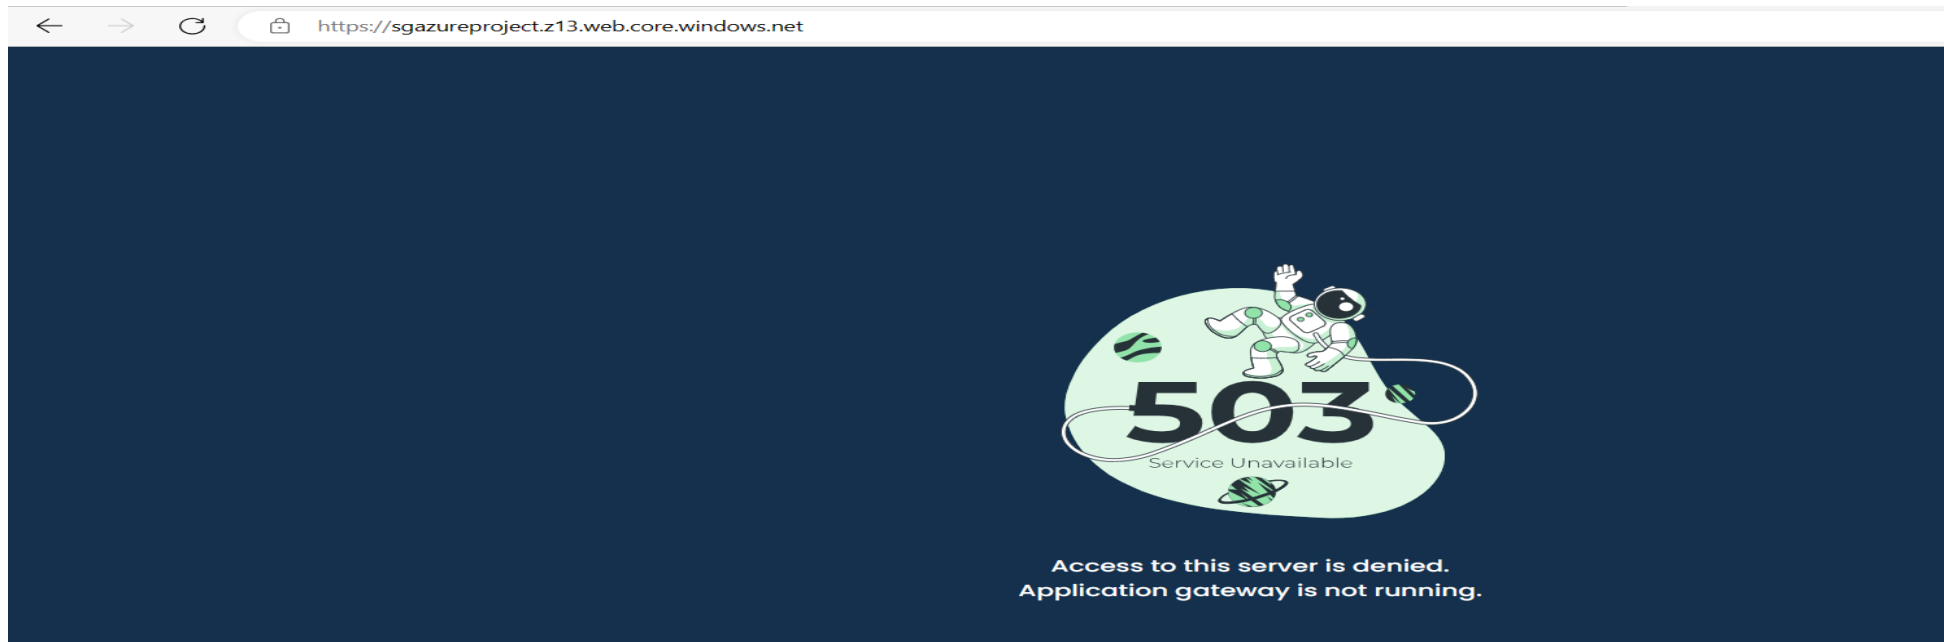 https://sgazureproject.z13.web.core.windows.net
503
Service Unavailable
Access to this server is denied.
Application gateway is not running.